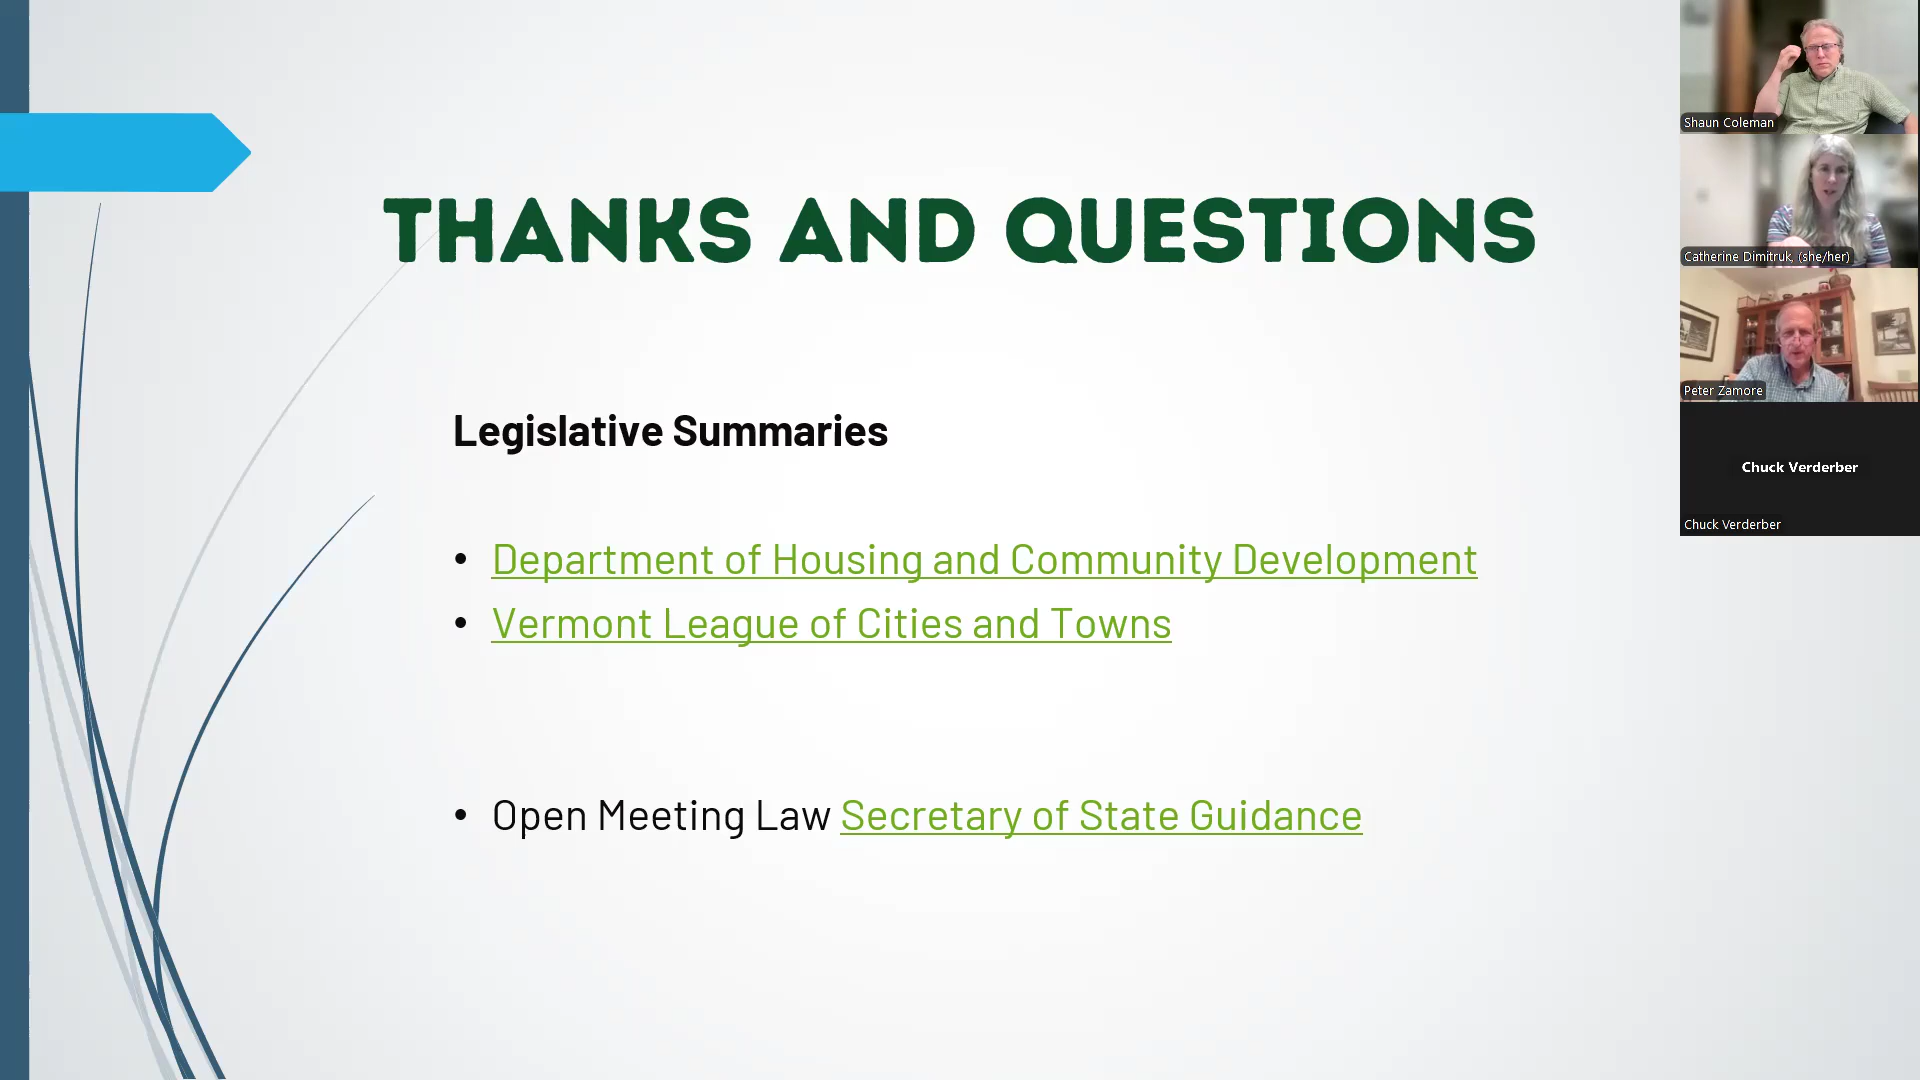 THANKS AND QUESTIONS
Legislative Summaries
• Department of Housing and Community Development
• Vermont League of Cities and Towns
• Open Meeting Law Secretary of State Guidance
Shaun Coleman
Catherine Dimitruk, (she/her)
Peter Zamore
Chuck Verderber
Chuck Verderber